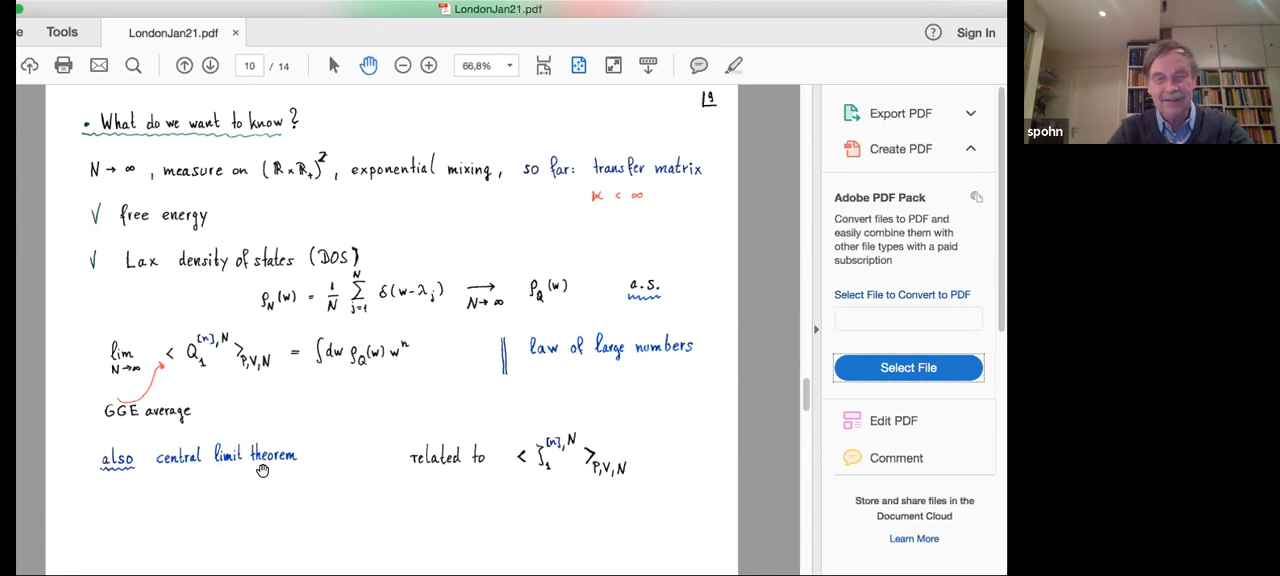 LondonJan21.pdf
e Tools LondonJan21.pdf × Sign In
10 / 14 66,8%
spohn
Export PDF
Create PDF
Adobe PDF Pack
Convert files to PDF and
easily combine them with
other file types with a paid
subscription
Select File to Convert to PDF
Select File
Edit PDF
Comment
Store and share files in the
Document Cloud
Learn More
9
• What do we want to know?
N → ∞, measure on (ℝ × ℝ₊)^ℤ, exponential mixing, so far: transfer matrix
κ < ∞
√ free energy
√ Lax density of states (DOS)
ρ_N(w) = 1/N ∑_{j=1}^N δ(w-λ_j) ⟶_{N→∞} ρ_Q(w) a.s.
lim_{N→∞} < Q_1^{[n],N} >_{P,V,N} = ∫dw ρ_Q(w) w^n || law of large numbers
GGE average
also central limit theorem related to < J_1^{[n],N} >_{P,V,N}